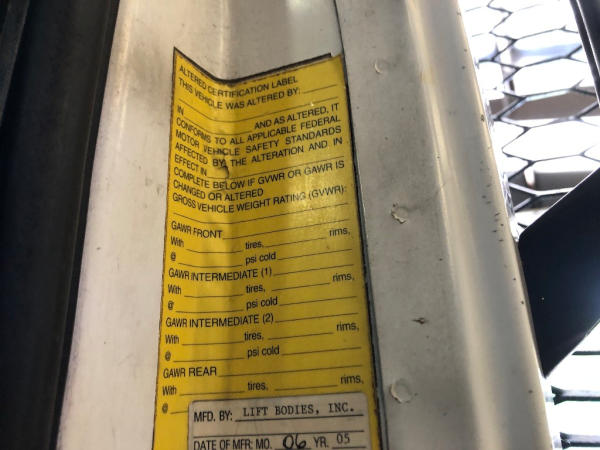 ALTERED CERTIFICATION LABEL
THIS VEHICLE WAS ALTERED BY:
IN AND AS ALTERED, IT
CONFORMS TO ALL APPLICABLE FEDERAL
MOTOR VEHICLE SAFETY STANDARDS
AFFECTED BY THE ALTERATION AND IN
EFFECT IN
COMPLETE BELOW IF GVWR OR GAWR IS
CHANGED OR ALTERED
GROSS VEHICLE WEIGHT RATING (GVWR):
GAWR FRONT
With tires, rims,
@ psi cold
GAWR INTERMEDIATE (1)
With tires, rims,
@ psi cold
GAWR INTERMEDIATE (2)
With tires, rims,
@ psi cold
GAWR REAR
With tires, rims,
@
MFD. BY: LIFT BODIES, INC.
DATE OF MFR: MO. 06 YR. 05